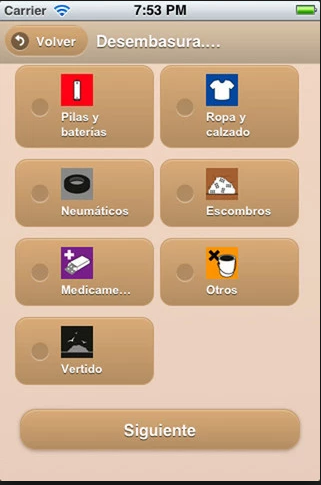 Carrier 7:53 PM
Volver Desembasura....
Pilas y
baterías
Ropa y
calzado
Neumáticos
Escombros
Medicame...
Otros
Vertido
Siguiente